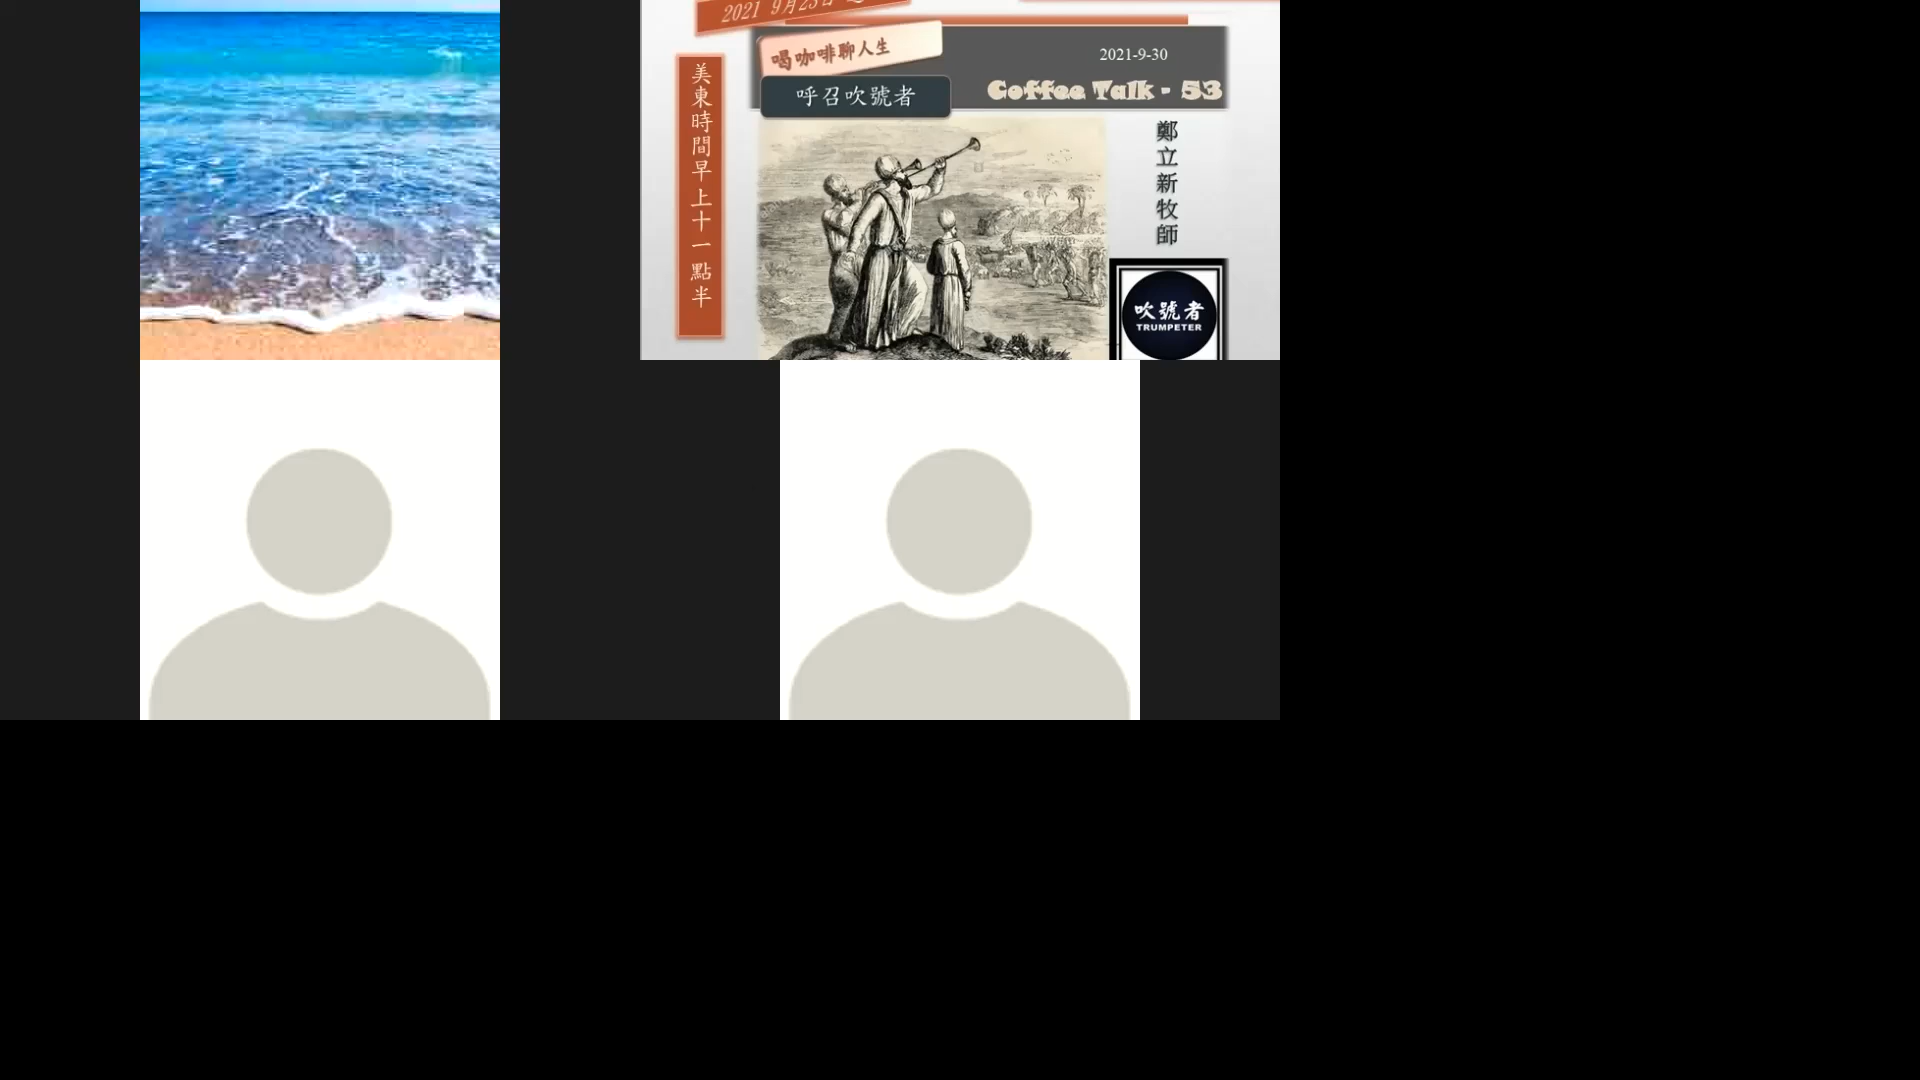 2021 9月23日
喝咖啡聊人生
2021-9-30
呼召吹號者
Coffee Talk - 53
美東時間早上十一點半
鄭立新牧師
吹號者
TRUMPETER